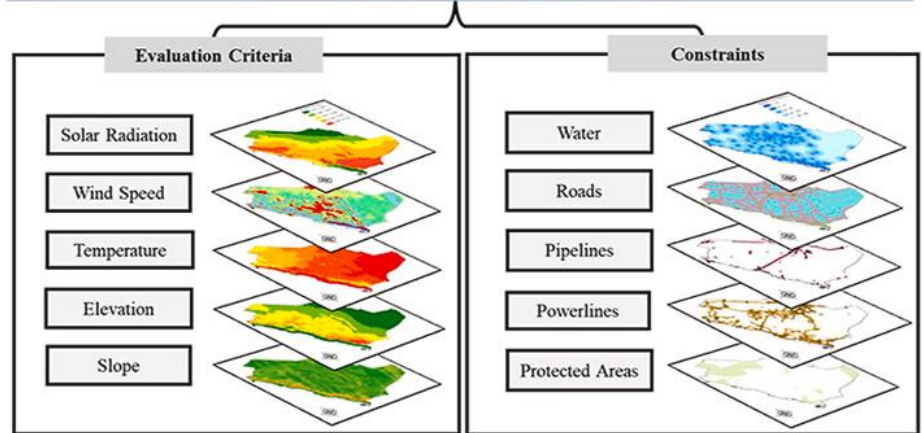 Evaluation Criteria
Solar Radiation
Wind Speed
Temperature
Elevation
Slope
Constraints
Water
Roads
Pipelines
Powerlines
Protected Areas